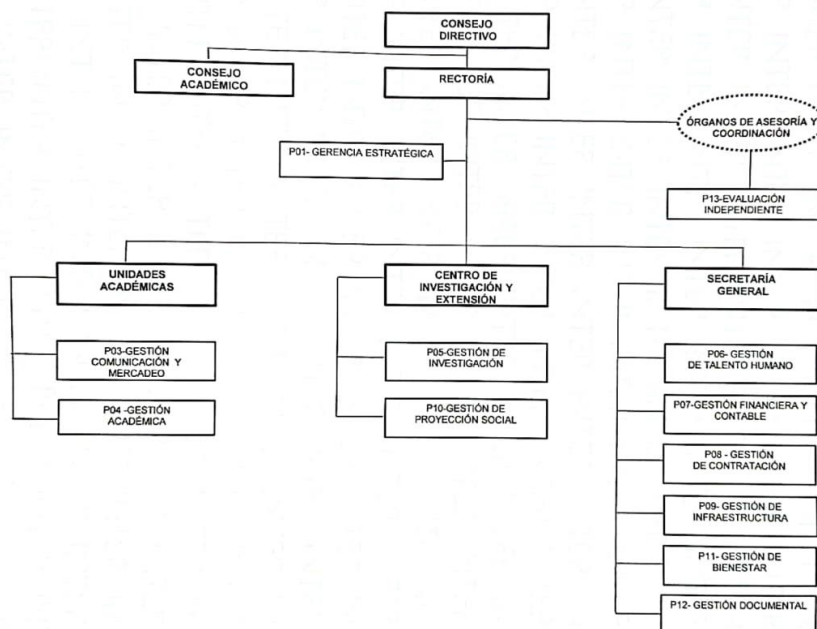 CONSEJO
DIRECTIVO
CONSEJO
ACADÉMICO
RECTORÍA
ÓRGANOS DE ASESORÍA Y
COORDINACIÓN
P01- GERENCIA ESTRATÉGICA
P13-EVALUACIÓN
INDEPENDIENTE
UNIDADES
ACADÉMICAS
CENTRO DE
INVESTIGACIÓN Y
EXTENSIÓN
SECRETARÍA
GENERAL
P03-GESTIÓN
COMUNICACIÓN Y
MERCADEO
P04 -GESTIÓN
ACADÉMICA
P05-GESTIÓN DE
INVESTIGACIÓN
P10-GESTIÓN DE
PROYECCIÓN SOCIAL
P06- GESTIÓN
DE TALENTO HUMANO
P07-GESTIÓN FINANCIERA Y
CONTABLE
P08 - GESTIÓN
DE CONTRATACIÓN
P09- GESTIÓN DE
INFRAESTRUCTURA
P11- GESTIÓN DE
BIENESTAR
P12- GESTIÓN DOCUMENTAL